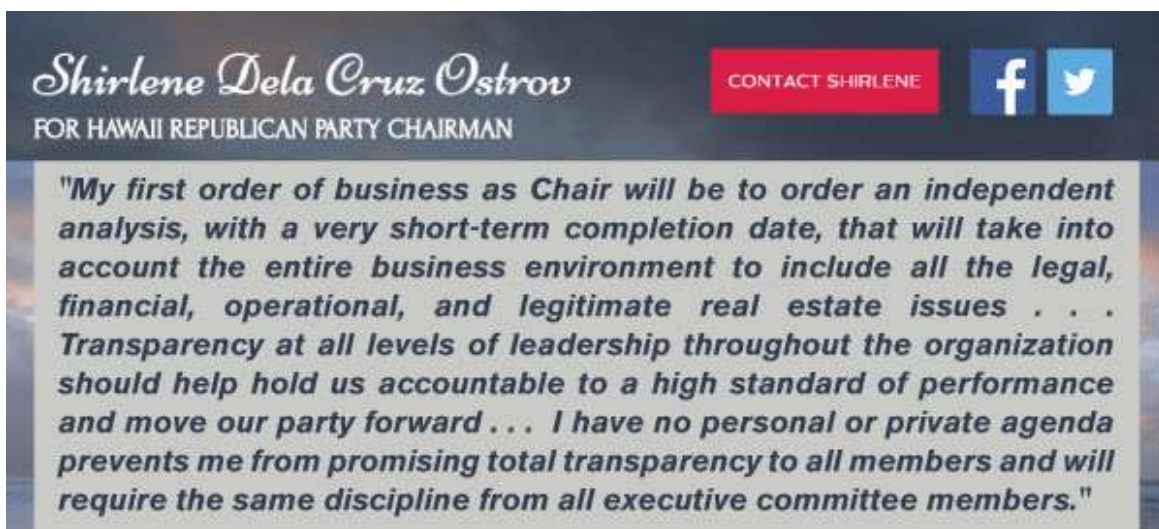 Shirlene Dela Cruz Ostrov
CONTACT SHIRLENE
FOR HAWAII REPUBLICAN PARTY CHAIRMAN
"My first order of business as Chair will be to order an independent
analysis, with a very short-term completion date, that will take into
account the entire business environment to include all the legal,
financial, operational, and legitimate real estate issues . . .
Transparency at all levels of leadership throughout the organization
should help hold us accountable to a high standard of performance
and move our party forward . . . I have no personal or private agenda
prevents me from promising total transparency to all members and will
require the same discipline from all executive committee members."